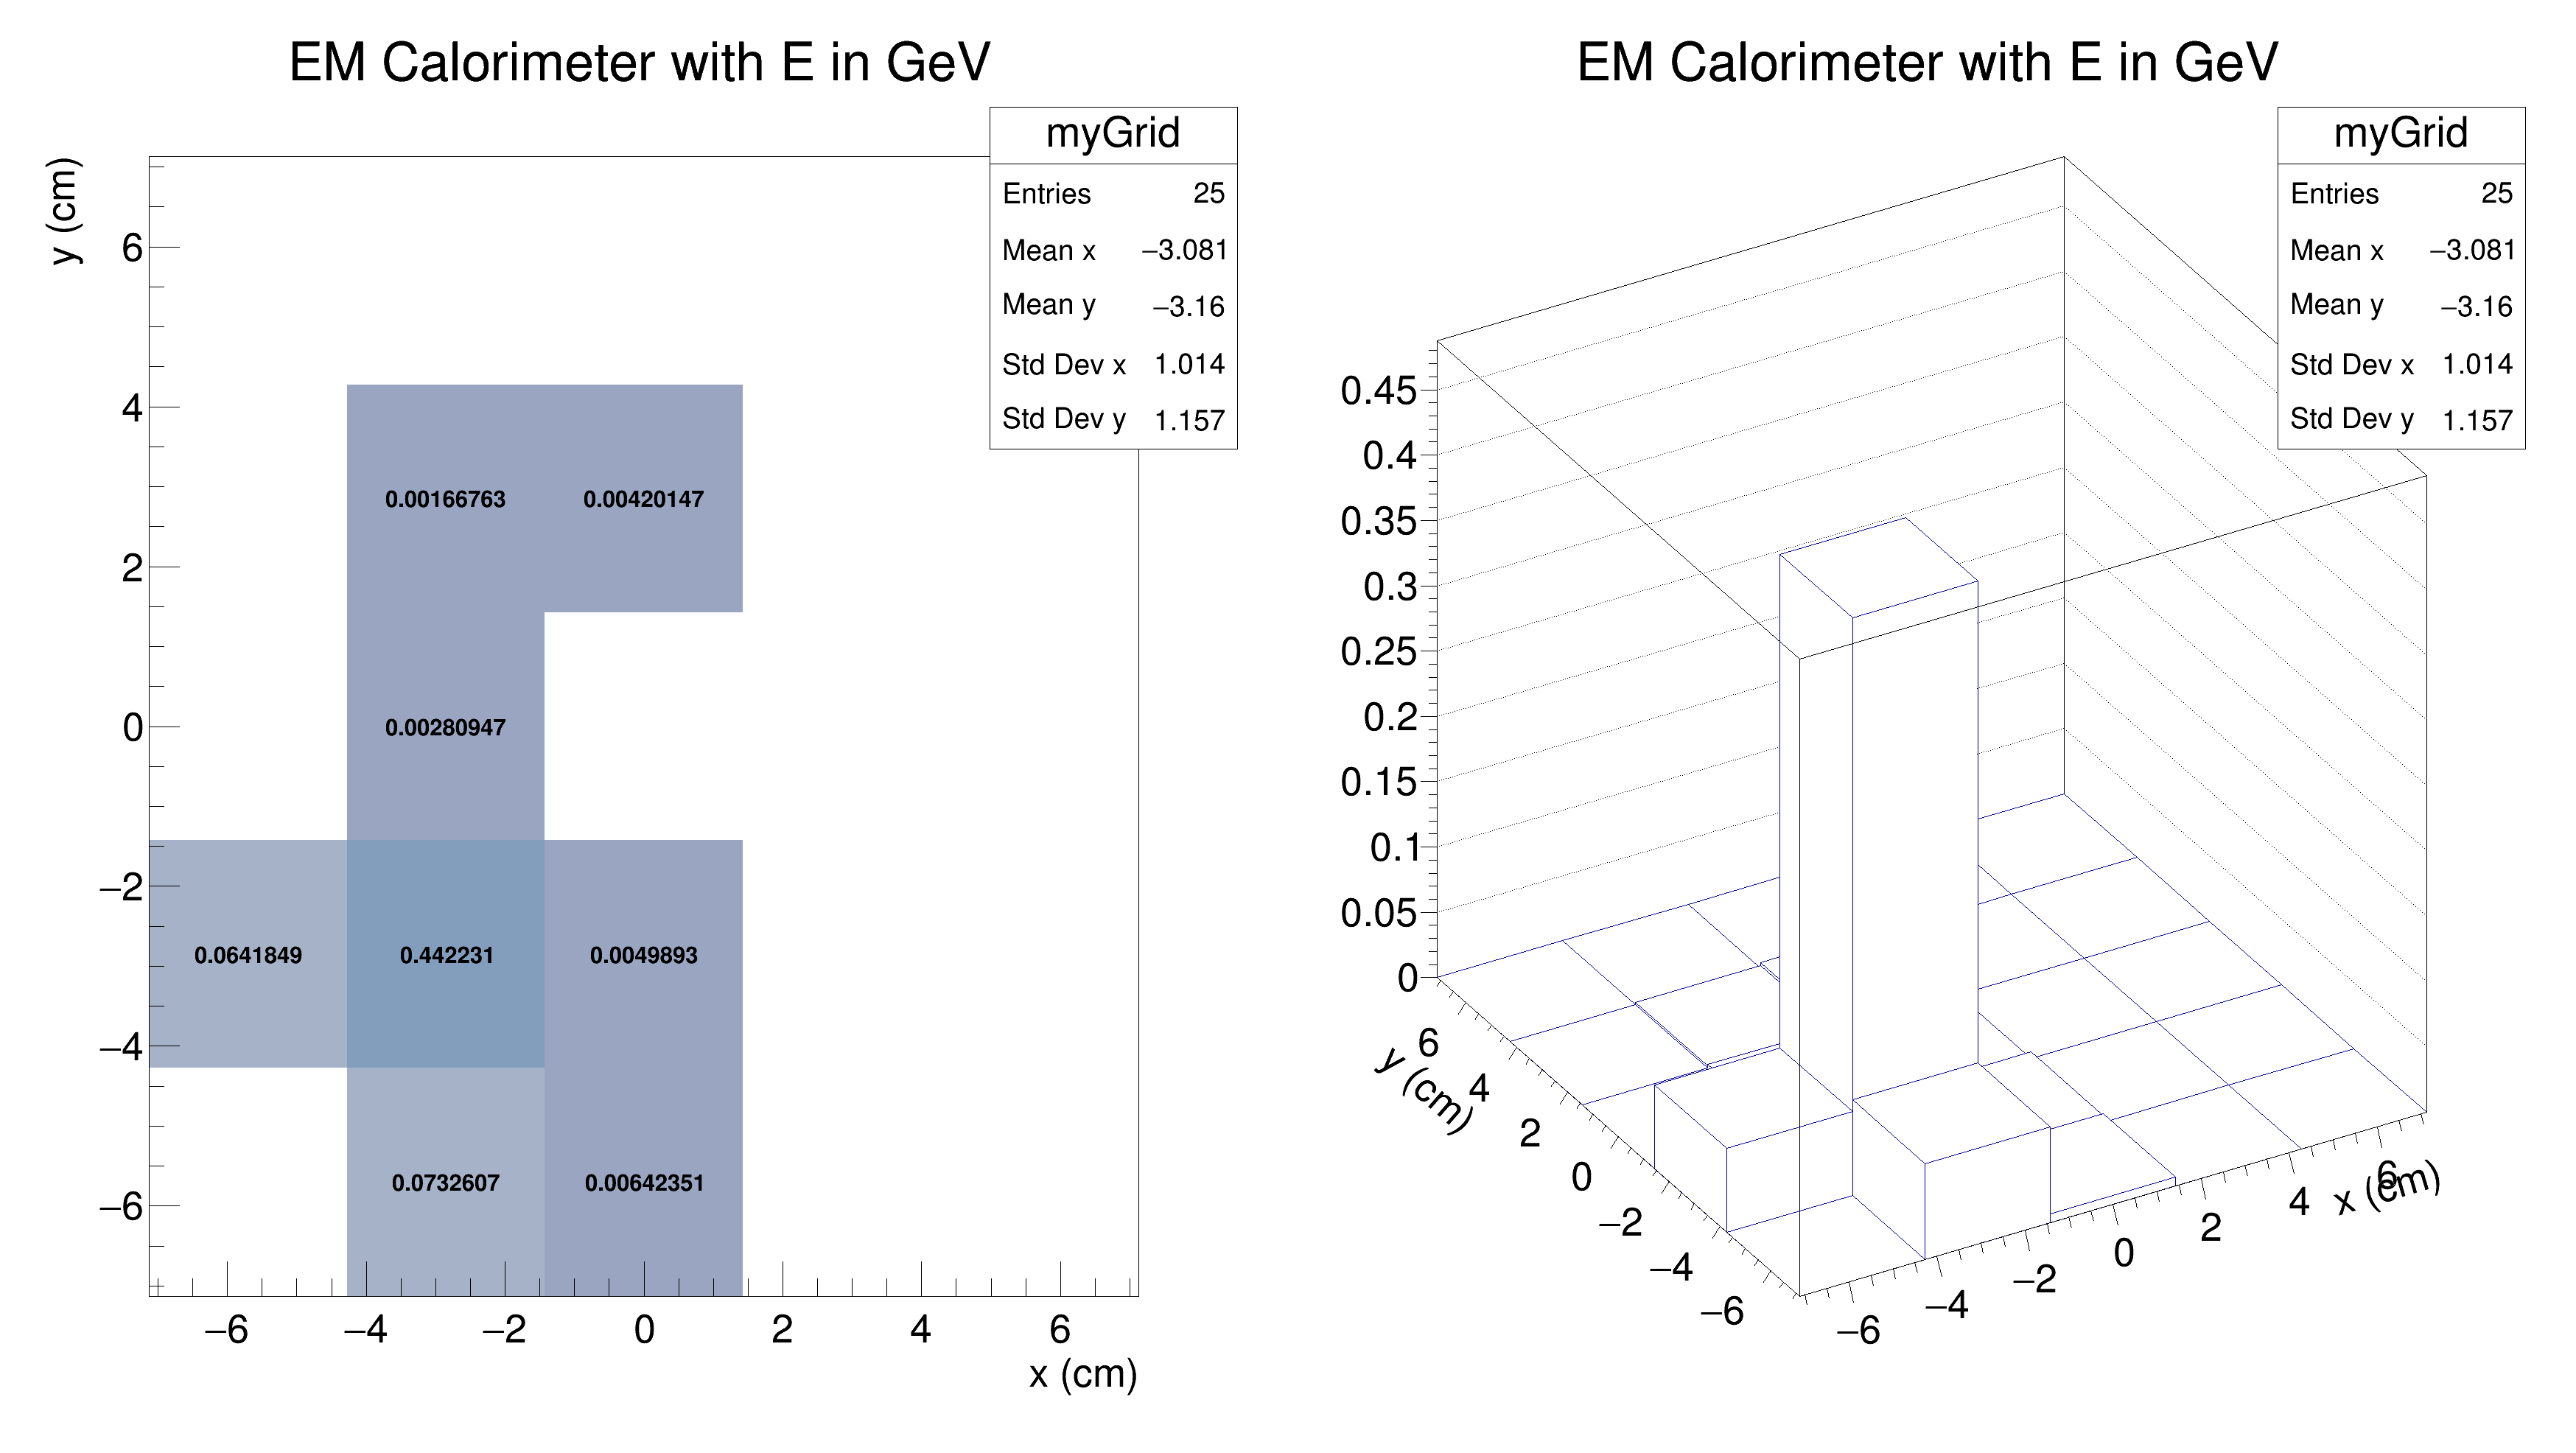 EM Calorimeter with E in GeV
myGrid
Entries 25
Mean x −3.081
Mean y −3.16
Std Dev x 1.014
Std Dev y 1.157
y (cm)
6
4
2
0
−2
−4
−6
0.00166763 0.00420147
0.00280947
0.0641849 0.442231 0.0049893
0.0732607 0.00642351
−6 −4 −2 0 2 4 6
x (cm)
EM Calorimeter with E in GeV
myGrid
Entries 25
Mean x −3.081
Mean y −3.16
Std Dev x 1.014
Std Dev y 1.157
0.45
0.4
0.35
0.3
0.25
0.2
0.15
0.1
0.05
0
y (cm)
6
4
2
0
−2
−4
−6
−6
−4
−2
0
2
4
6
x (cm)